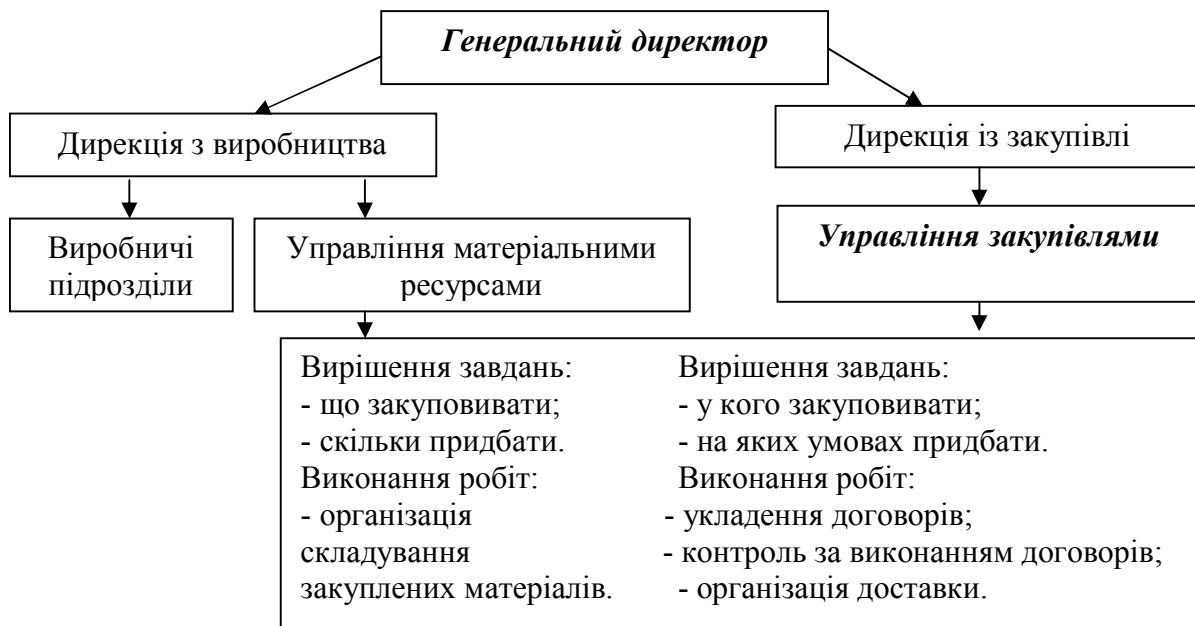 Генеральний директор
Дирекція з виробництва
Дирекція із закупівлі
Виробничі
підрозділи
Управління матеріальними
ресурсами
Управління закупівлями
Вирішення завдань:
- що закуповивати;
- скільки придбати.
Виконання робіт:
- організація
складування
закуплених матеріалів.
Вирішення завдань:
- у кого закуповивати;
- на яких умовах придбати.
Виконання робіт:
- укладення договорів;
- контроль за виконанням договорів;
- організація доставки.